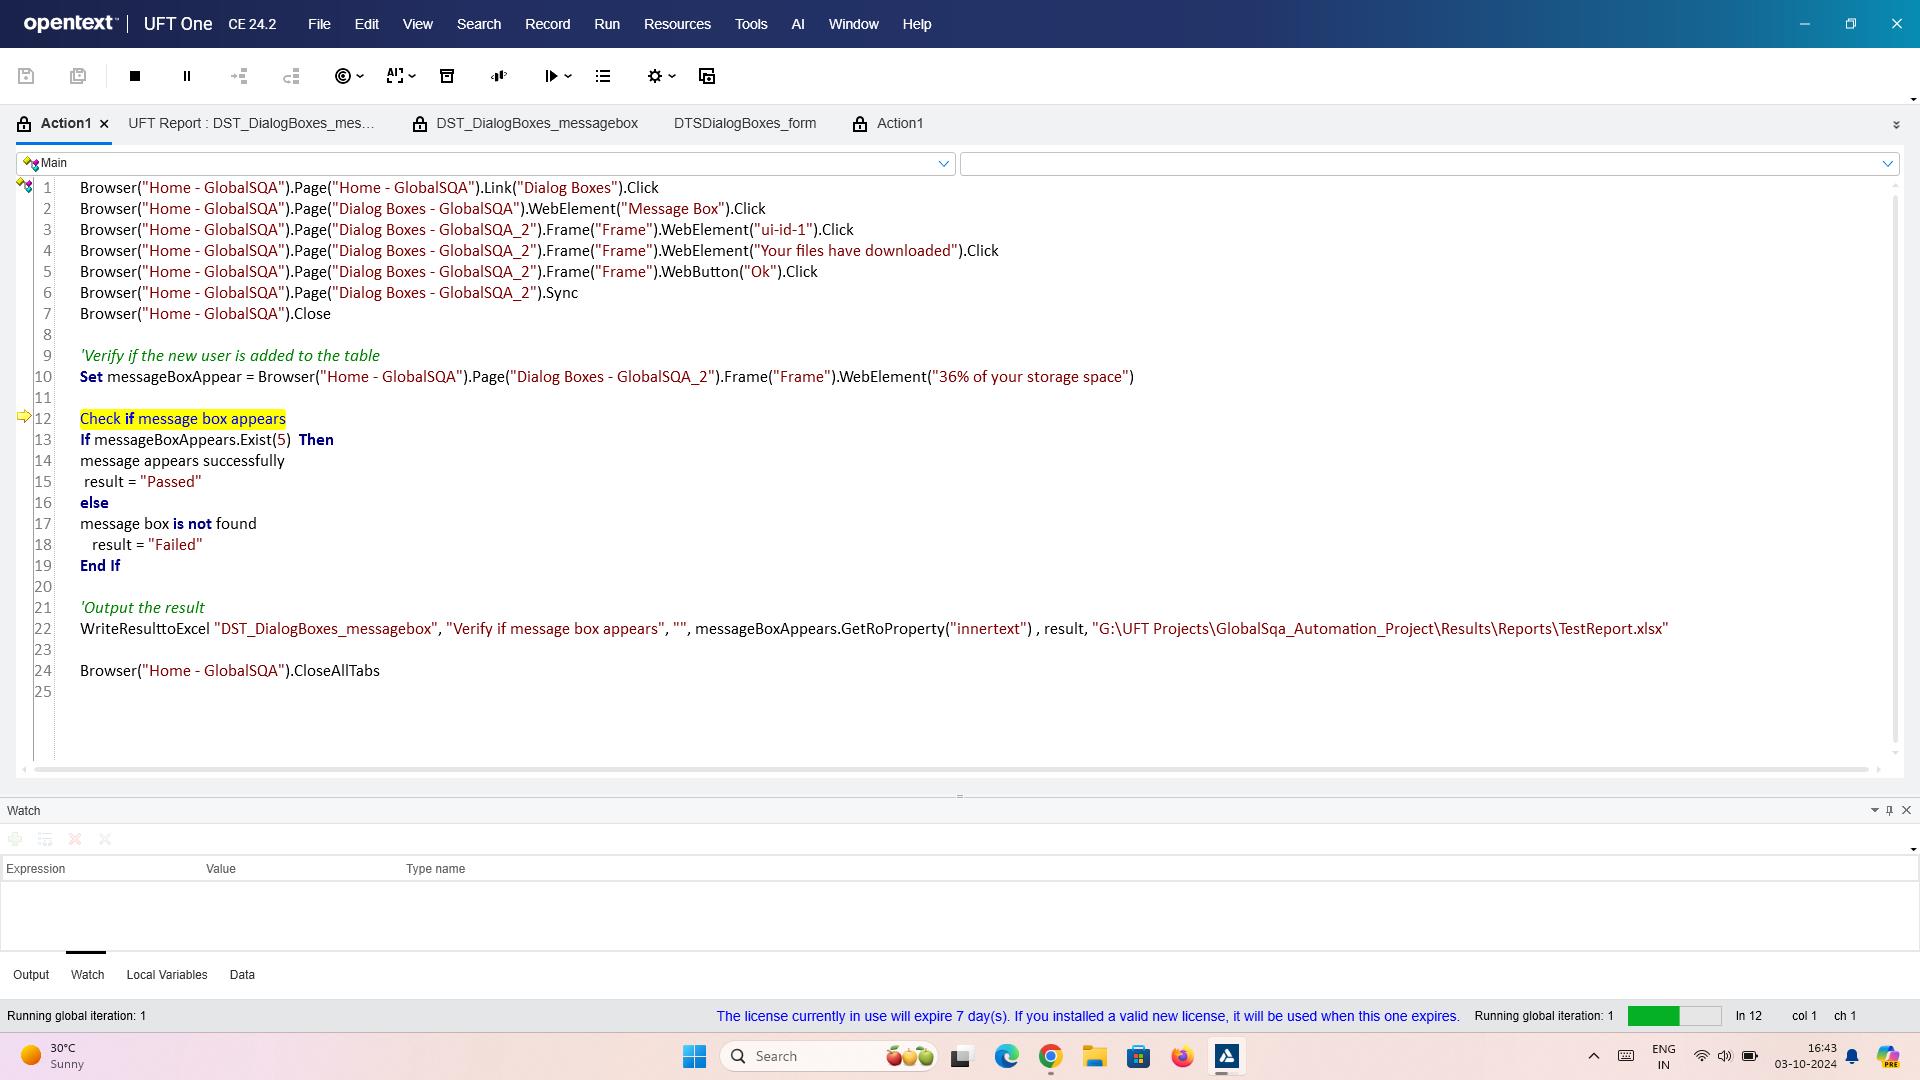 opentext™ | UFT One CE 24.2 File Edit View Search Record Run Resources Tools AI Window Help
Action1 UFT Report : DST_DialogBoxes_mes... DST_DialogBoxes_messagebox DTSDialogBoxes_form Action1
Main
1 Browser("Home - GlobalSQA").Page("Home - GlobalSQA").Link("Dialog Boxes").Click
2 Browser("Home - GlobalSQA").Page("Dialog Boxes - GlobalSQA").WebElement("Message Box").Click
3 Browser("Home - GlobalSQA").Page("Dialog Boxes - GlobalSQA_2").Frame("Frame").WebElement("ui-id-1").Click
4 Browser("Home - GlobalSQA").Page("Dialog Boxes - GlobalSQA_2").Frame("Frame").WebElement("Your files have downloaded").Click
5 Browser("Home - GlobalSQA").Page("Dialog Boxes - GlobalSQA_2").Frame("Frame").WebButton("Ok").Click
6 Browser("Home - GlobalSQA").Page("Dialog Boxes - GlobalSQA_2").Sync
7 Browser("Home - GlobalSQA").Close
8
9 'Verify if the new user is added to the table
10 Set messageBoxAppear = Browser("Home - GlobalSQA").Page("Dialog Boxes - GlobalSQA_2").Frame("Frame").WebElement("36% of your storage space")
11
12 Check if message box appears
13 If messageBoxAppears.Exist(5) Then
14 message appears successfully
15 result = "Passed"
16 else
17 message box is not found
18 result = "Failed"
19 End If
20
21 'Output the result
22 WriteResulttoExcel "DST_DialogBoxes_messagebox", "Verify if message box appears", "", messageBoxAppears.GetRoProperty("innertext") , result, "G:\UFT Projects\GlobalSqa_Automation_Project\Results\Reports\TestReport.xlsx"
23
24 Browser("Home - GlobalSQA").CloseAllTabs
25
Watch
Expression Value Type name
Output Watch Local Variables Data
Running global iteration: 1 The license currently in use will expire 7 day(s). If you installed a valid new license, it will be used when this one expires. Running global iteration: 1 ln 12 col 1 ch 1
30°C
Sunny
Search
ENG
IN
16:43
03-10-2024
PRE